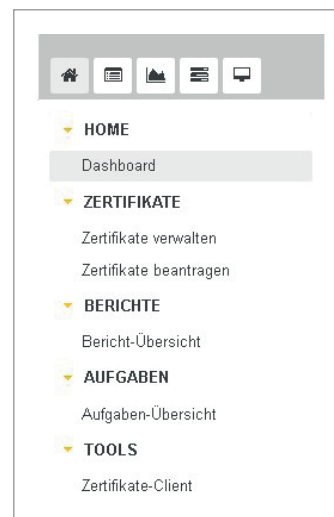 HOME
Dashboard
ZERTIFIKATE
Zertifikate verwalten
Zertifikate beantragen
BERICHTE
Bericht-Übersicht
AUFGABEN
Aufgaben-Übersicht
TOOLS
Zertifikate-Client